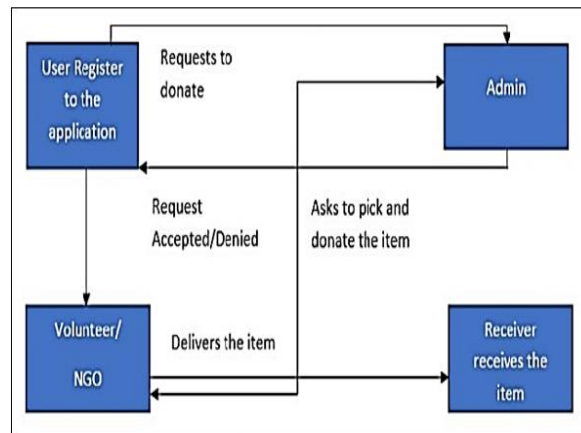 User Register
to the
application
Requests to
donate
Admin
Request
Accepted/Denied
Asks to pick and
donate the item
Volunteer/
NGO
Delivers the item
Receiver
receives the
item